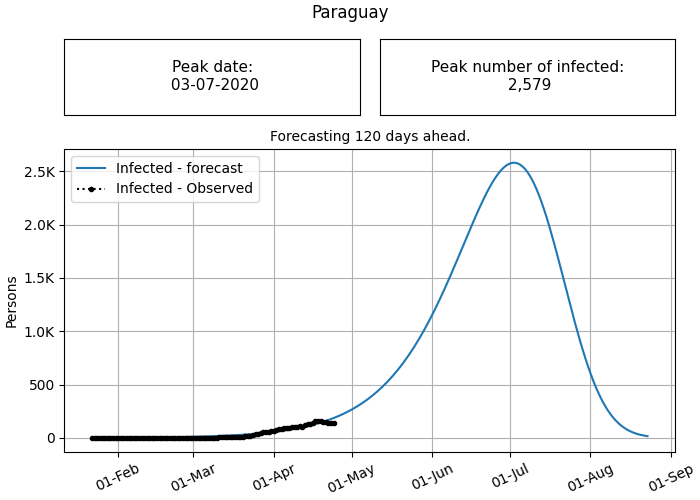 Paraguay
Peak date:
03-07-2020
Peak number of infected:
2,579
Forecasting 120 days ahead.
Infected - forecast
Infected - Observed
2.5K
2.0K
1.5K
1.0K
500
0
Persons
01-Feb
01-Mar
01-Apr
01-May
01-Jun
01-Jul
01-Aug
01-Sep